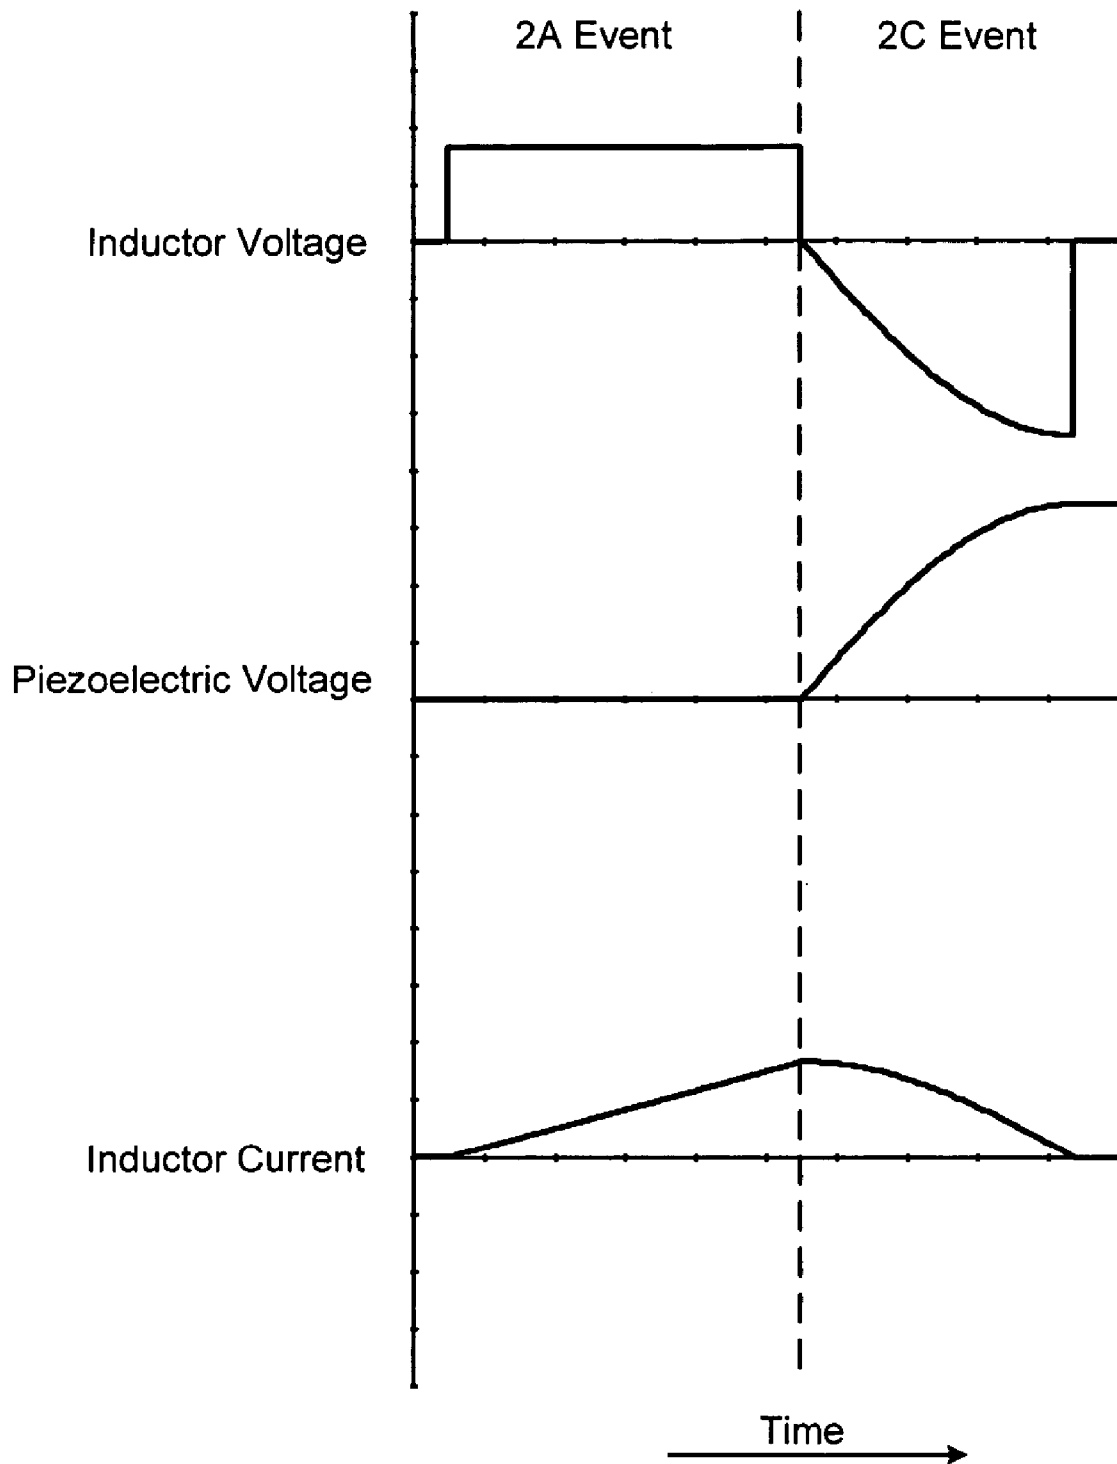 2A Event
2C Event
Inductor Voltage
Piezoelectric Voltage
Inductor Current
Time